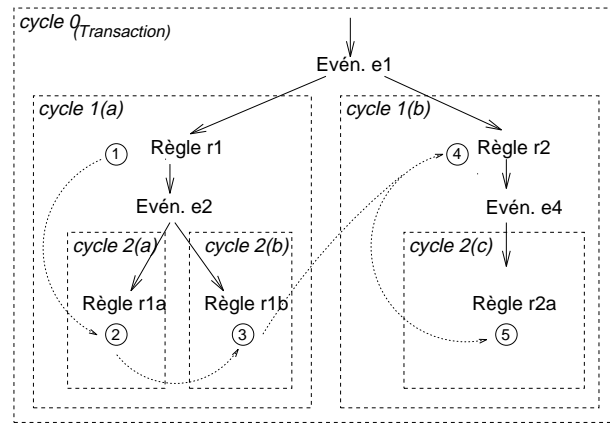 cycle 0 (Transaction)
Evén. e1
cycle 1(a)
cycle 1(b)
1 Règle r1
4 Règle r2
Evén. e2
Evén. e4
cycle 2(a)
cycle 2(b)
cycle 2(c)
Règle r1a
Règle r1b
Règle r2a
2
3
5